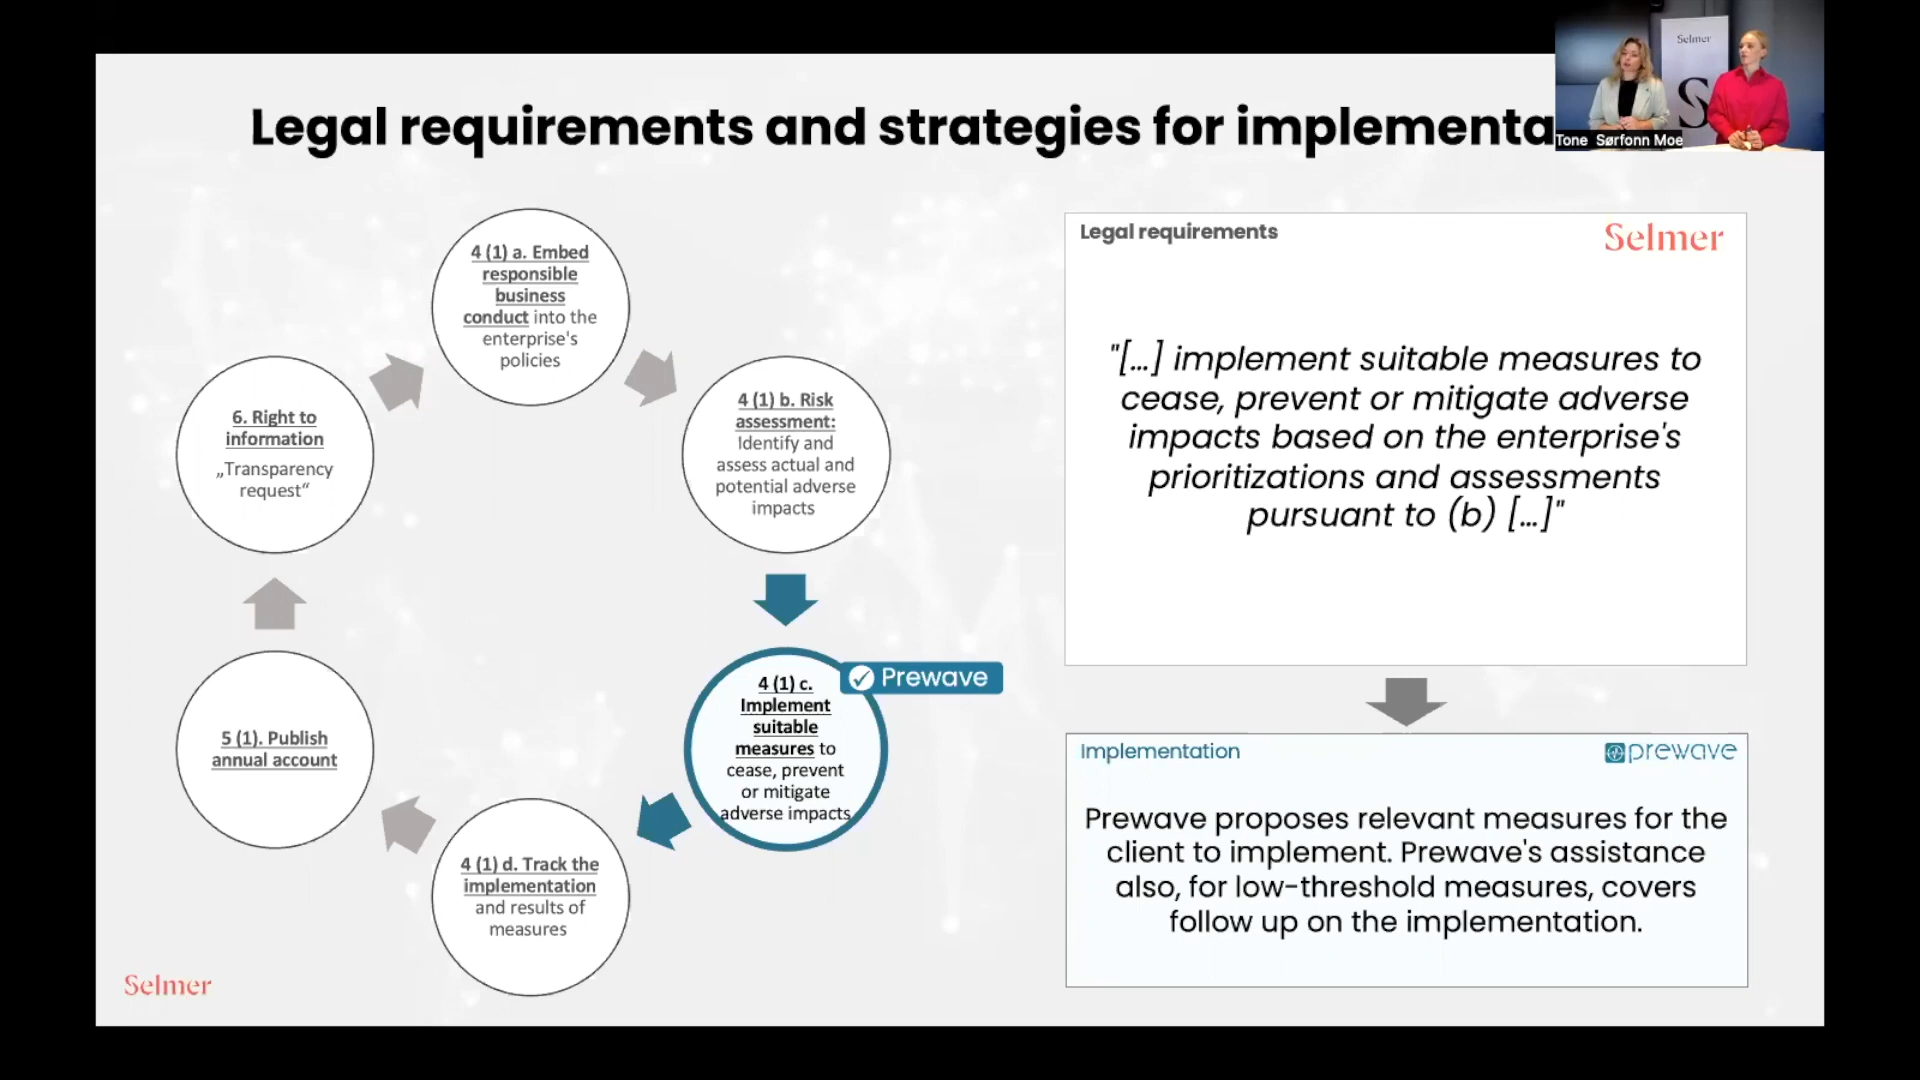 Legal requirements and strategies for implementa
Selmer
Tone Sørfonn Moe
4 (1) a. Embed
responsible
business
conduct into the
enterprise's
policies
4 (1) b. Risk
assessment:
Identify and
assess actual and
potential adverse
impacts
4 (1) c.
Implement
suitable
measures to
cease, prevent
or mitigate
adverse impacts
Prewave
4 (1) d. Track the
implementation
and results of
measures
5 (1). Publish
annual account
6. Right to
information
„Transparency
request“
Legal requirements
Selmer
"[...] implement suitable measures to
cease, prevent or mitigate adverse
impacts based on the enterprise's
prioritizations and assessments
pursuant to (b) [...]"
Implementation
prewave
Prewave proposes relevant measures for the
client to implement. Prewave's assistance
also, for low-threshold measures, covers
follow up on the implementation.
Selmer